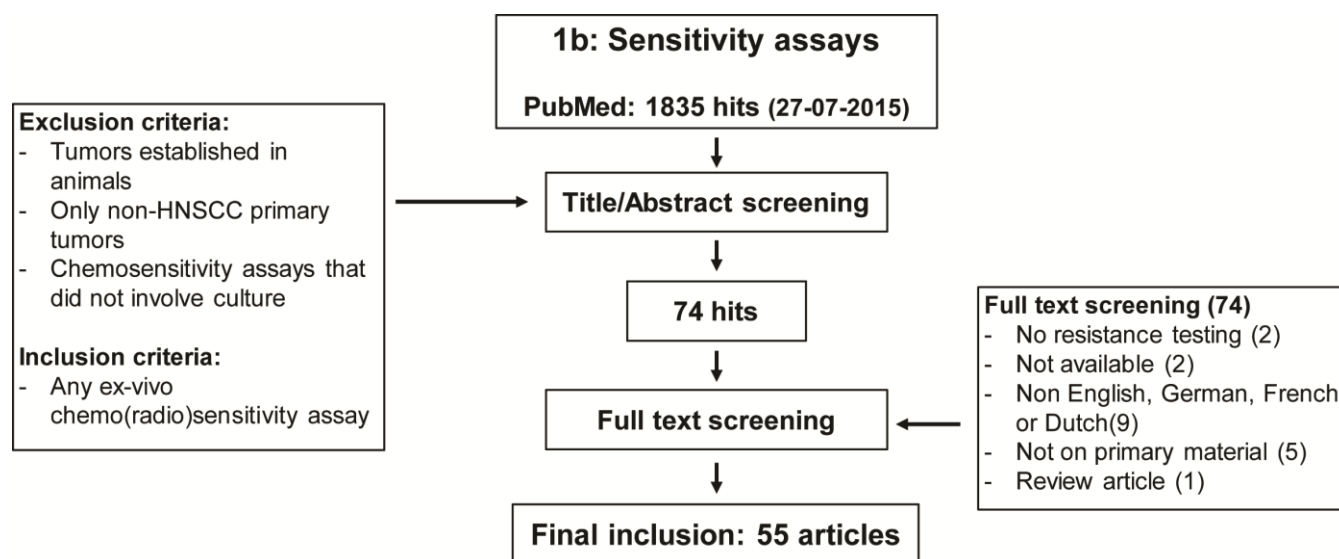 1b: Sensitivity assays
PubMed: 1835 hits (27-07-2015)
Exclusion criteria:
- Tumors established in
animals
- Only non-HNSCC primary
tumors
- Chemosensitivity assays that
did not involve culture
Inclusion criteria:
- Any ex-vivo
chemo(radio)sensitivity assay
Title/Abstract screening
74 hits
Full text screening (74)
- No resistance testing (2)
- Not available (2)
- Non English, German, French
or Dutch(9)
- Not on primary material (5)
- Review article (1)
Full text screening
Final inclusion: 55 articles